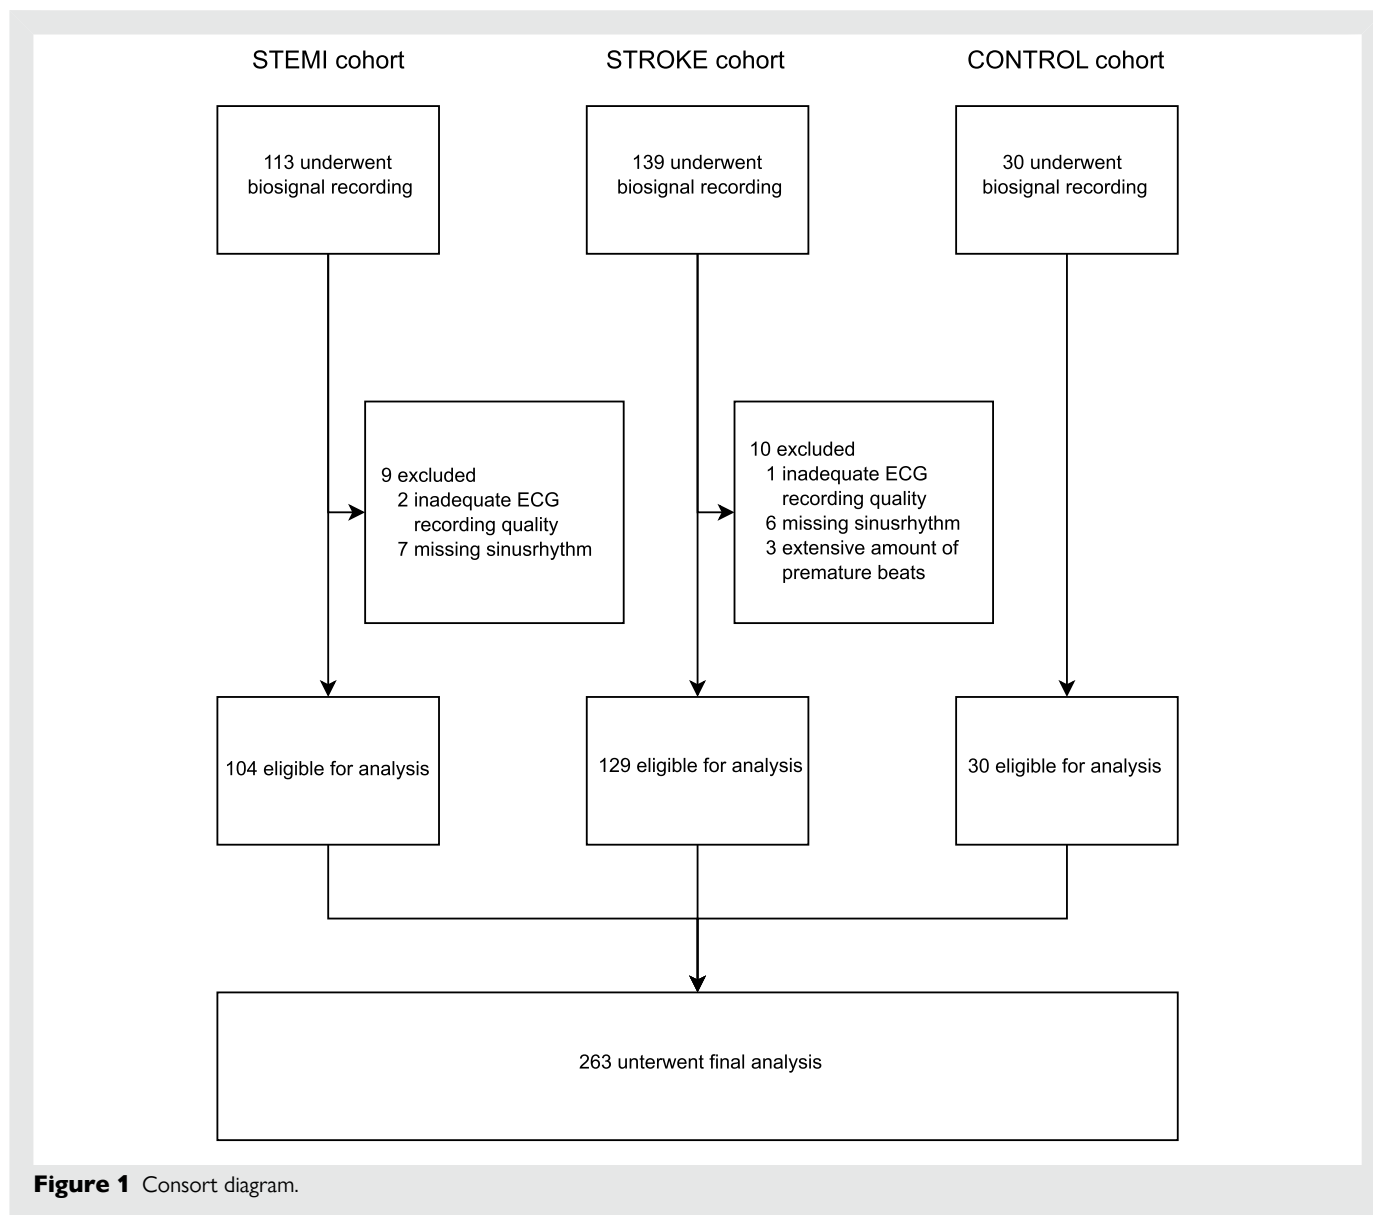 STEMI cohort
STROKE cohort
CONTROL cohort
113 underwent
biosignal recording
139 underwent
biosignal recording
30 underwent
biosignal recording
9 excluded
2 inadequate ECG
recording quality
7 missing sinusrhythm
10 excluded
1 inadequate ECG
recording quality
6 missing sinusrhythm
3 extensive amount of
premature beats
104 eligible for analysis
129 eligible for analysis
30 eligible for analysis
263 unterwent final analysis
Figure 1 Consort diagram.